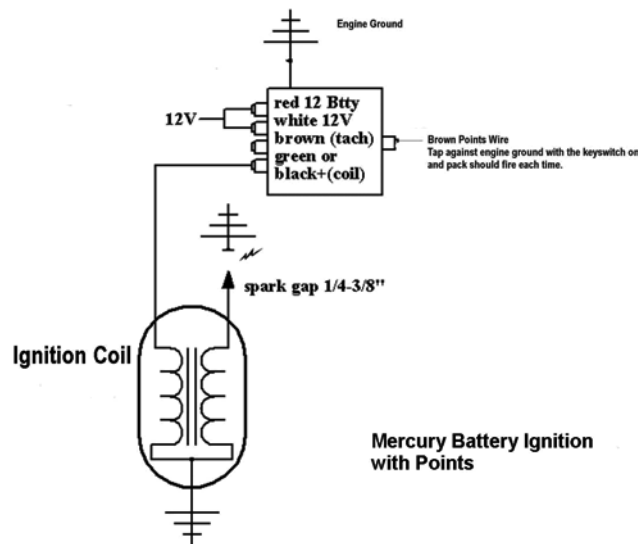 Engine Ground
red 12 Btty
12V
white 12V
brown (tach)
green or
black+(coil)
Brown Points Wire
Tap against engine ground with the keyswitch on
and pack should fire each time.
spark gap 1/4-3/8"
Ignition Coil
Mercury Battery Ignition
with Points